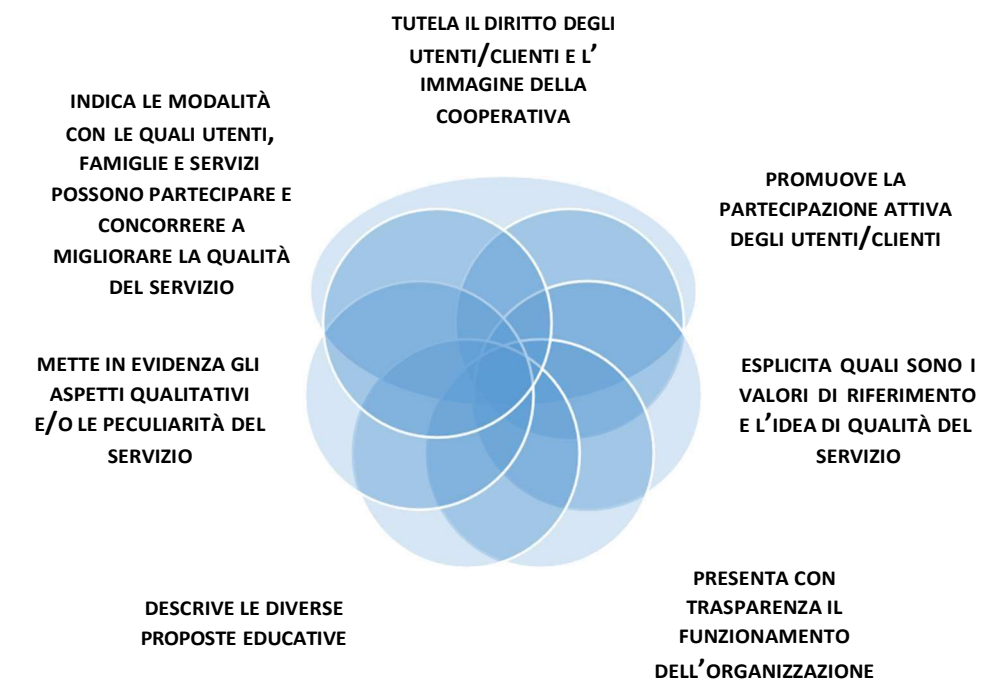 TUTELA IL DIRITTO DEGLI
UTENTI/CLIENTI E L'
IMMAGINE DELLA
COOPERATIVA
PROMUOVE LA
PARTECIPAZIONE ATTIVA
DEGLI UTENTI/CLIENTI
ESPLICITA QUALI SONO I
VALORI DI RIFERIMENTO
E L'IDEA DI QUALITÀ DEL
SERVIZIO
PRESENTA CON
TRASPARENZA IL
FUNZIONAMENTO
DELL'ORGANIZZAZIONE
DESCRIVE LE DIVERSE
PROPOSTE EDUCATIVE
METTE IN EVIDENZA GLI
ASPETTI QUALITATIVI
E/O LE PECULIARITÀ DEL
SERVIZIO
INDICA LE MODALITÀ
CON LE QUALI UTENTI,
FAMIGLIE E SERVIZI
POSSONO PARTECIPARE E
CONCORRERE A
MIGLIORARE LA QUALITÀ
DEL SERVIZIO